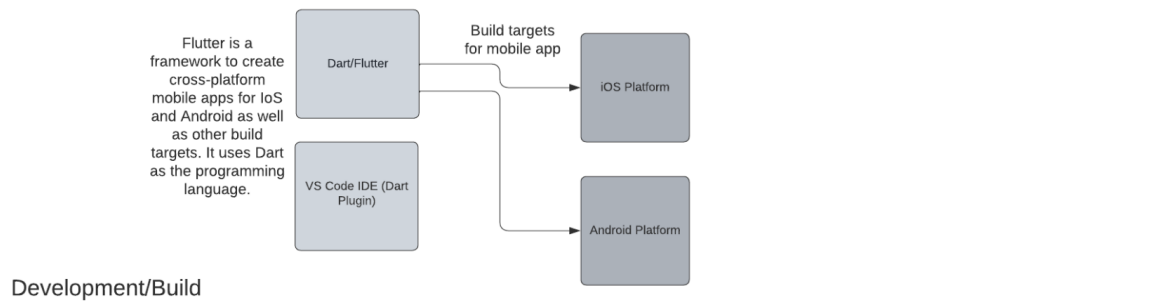 Flutter is a
framework to create
cross-platform
mobile apps for IoS
and Android as well
as other build
targets. It uses Dart
as the programming
language.
Dart/Flutter
Build targets
for mobile app
iOS Platform
VS Code IDE (Dart
Plugin)
Android Platform
Development/Build